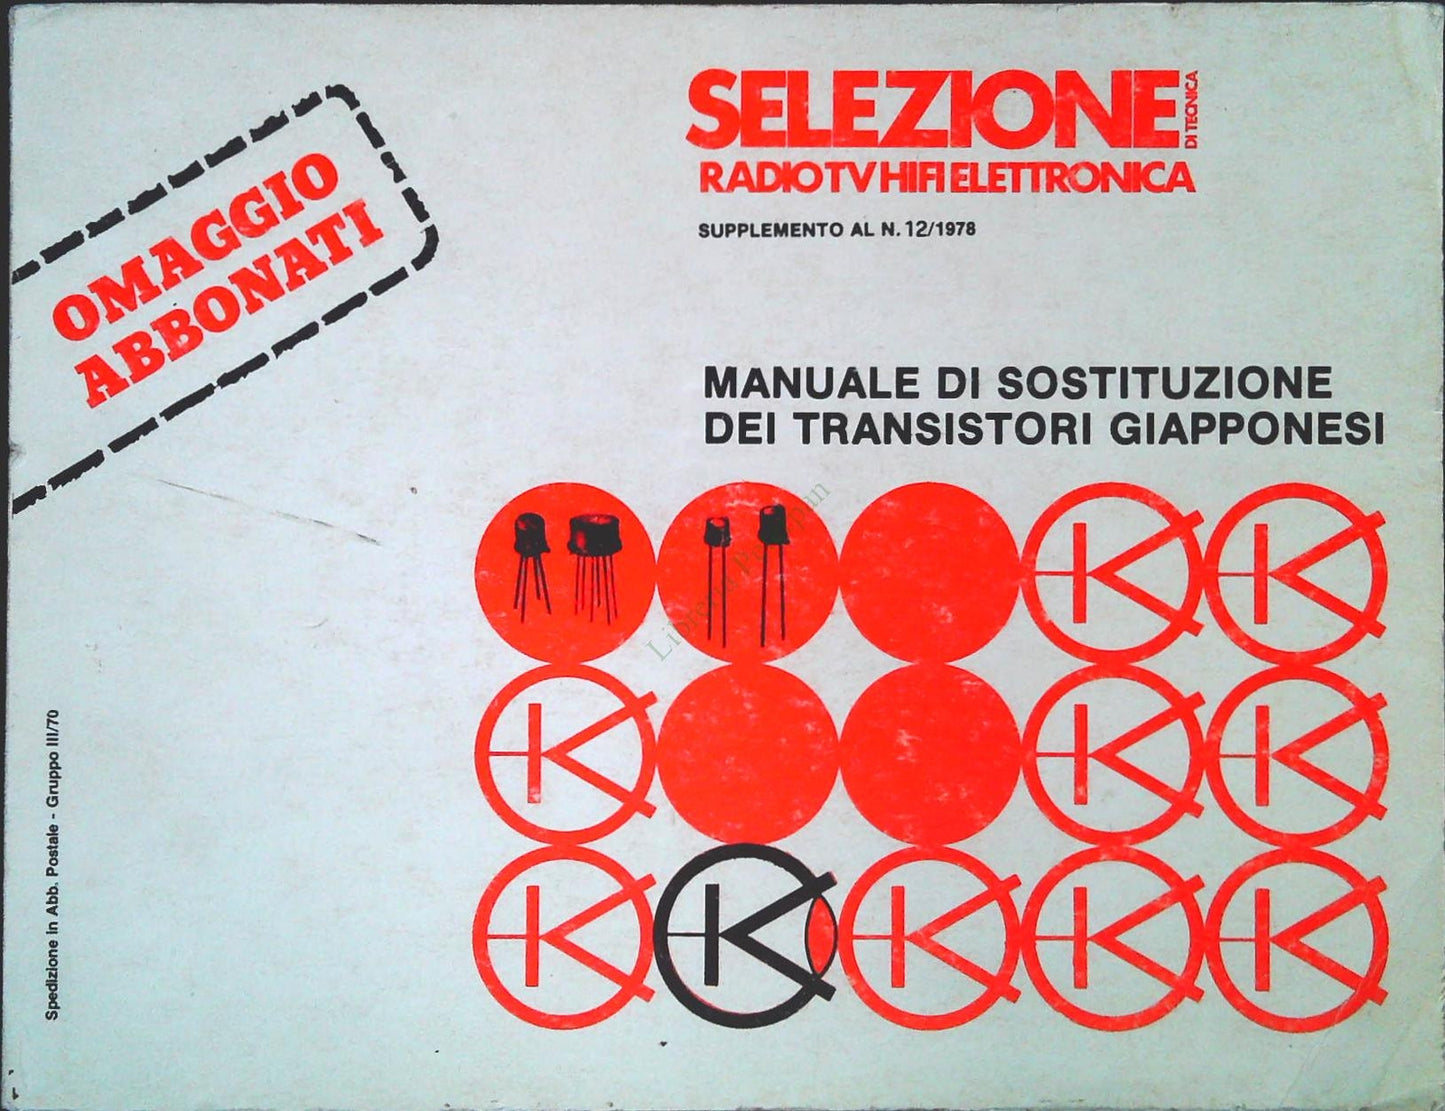 OMAGGIO
ABBONATI
SELEZIONE
DI TECNICA
RADIO TV HIFI ELETTRONICA
SUPPLEMENTO AL N. 12/1978
MANUALE DI SOSTITUZIONE
DEI TRANSISTORI GIAPPONESI
Spedizione in Abb. Postale - Gruppo III/70